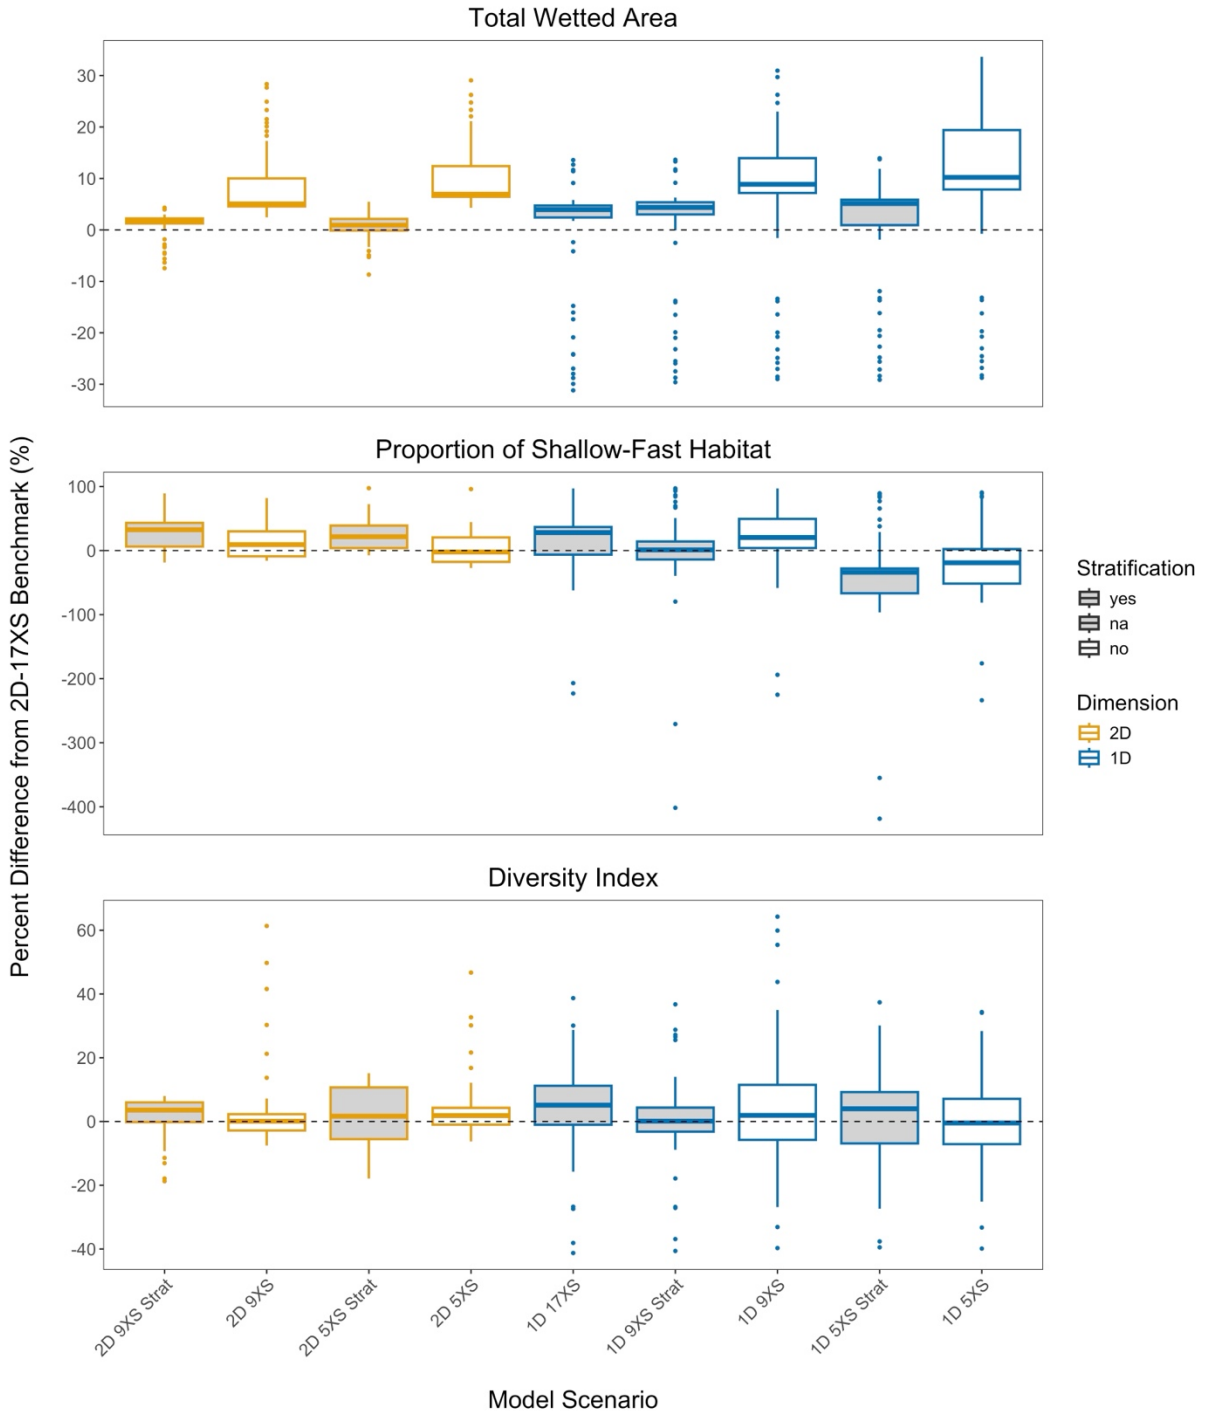 Total Wetted Area
30
20
10
0
-10
-20
-30
Percent Difference from 2D-17XS Benchmark (%)
Proportion of Shallow-Fast Habitat
100
0
-100
-200
-300
-400
Stratification
yes
na
no
Dimension
2D
1D
Diversity Index
60
40
20
0
-20
-40
2D 9XS Strat
2D 9XS
2D 5XS Strat
2D 5XS
1D 17XS
1D 9XS Strat
1D 9XS
1D 5XS Strat
1D 5XS
Model Scenario